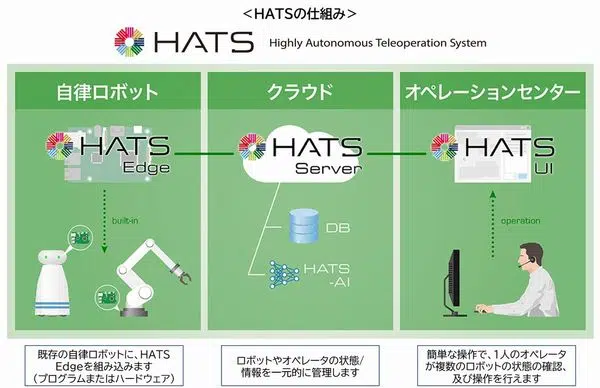 ＜HATSの仕組み＞
HATS Highly Autonomous Teleoperation System
自律ロボット
クラウド
オペレーションセンター
HATS
Edge
HATS
Server
HATS
UI
built-in
DB
HATS
-AI
operation
既存の自律ロボットに、HATS
Edgeを組み込みます
（プログラムまたはハードウェア）
ロボットやオペレータの状態/
情報を一元的に管理します
簡単な操作で、1人のオペレータ
が複数のロボットの状態の確認、
及び操作を行えます